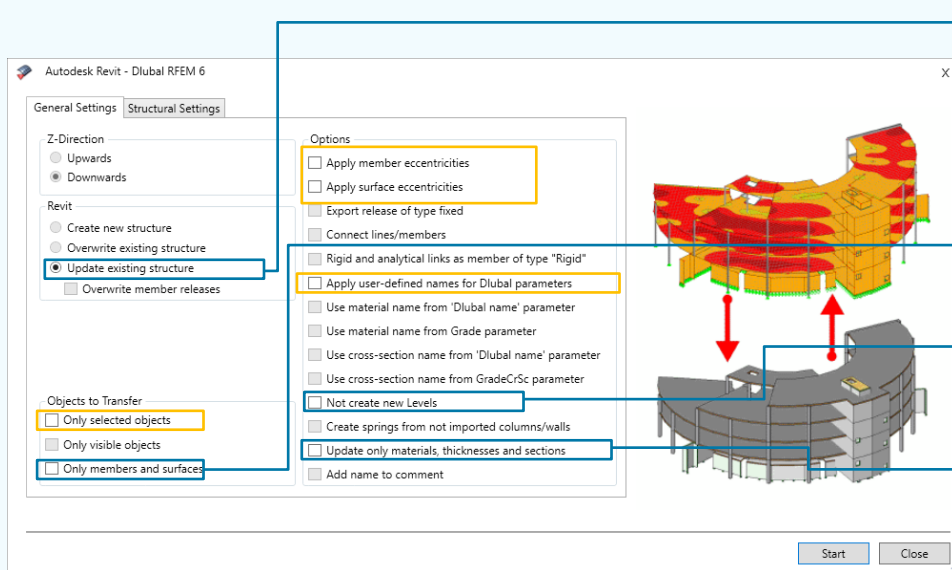 Autodesk Revit - Dlubal RFEM 6
X
General Settings
Structural Settings
Z-Direction
Upwards
Downwards
Revit
Create new structure
Overwrite existing structure
Update existing structure
Overwrite member releases
Objects to Transfer
Only selected objects
Only visible objects
Only members and surfaces
Options
Apply member eccentricities
Apply surface eccentricities
Export release of type fixed
Connect lines/members
Rigid and analytical links as member of type "Rigid"
Apply user-defined names for Dlubal parameters
Use material name from 'Dlubal name' parameter
Use material name from Grade parameter
Use cross-section name from 'Dlubal name' parameter
Use cross-section name from GradeCrSc parameter
Not create new Levels
Create springs from not imported columns/walls
Update only materials, thicknesses and sections
Add name to comment
Start
Close